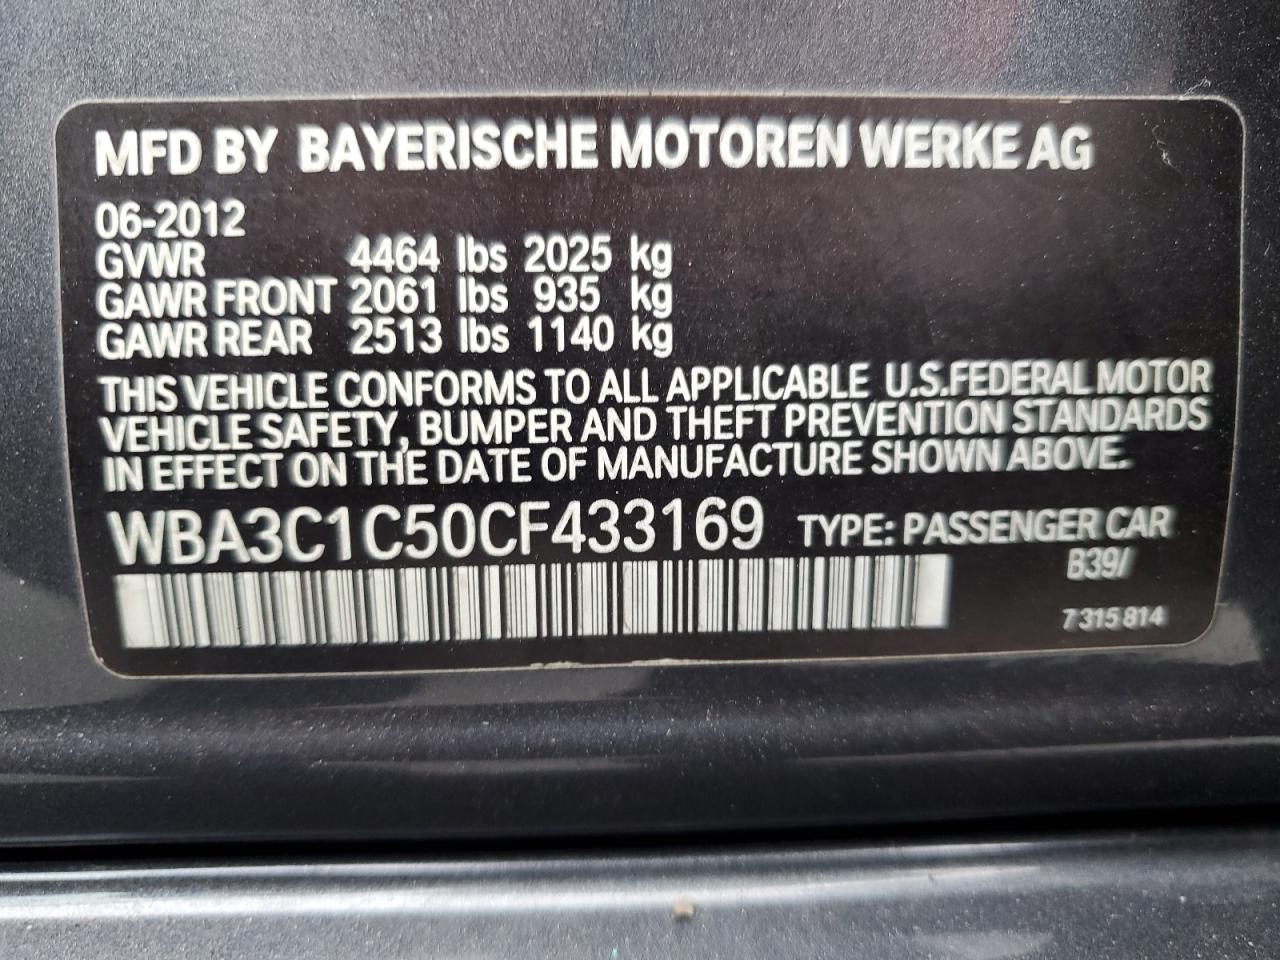 MFD BY BAYERISCHE MOTOREN WERKE AG
06-2012
GVWR 4464 lbs 2025 kg
GAWR FRONT 2061 lbs 935 kg
GAWR REAR 2513 lbs 1140 kg
THIS VEHICLE CONFORMS TO ALL APPLICABLE U.S.FEDERAL MOTOR
VEHICLE SAFETY, BUMPER AND THEFT PREVENTION STANDARDS
IN EFFECT ON THE DATE OF MANUFACTURE SHOWN ABOVE.
WBA3C1C50CF433169 TYPE: PASSENGER CAR
B39/
7 315 814